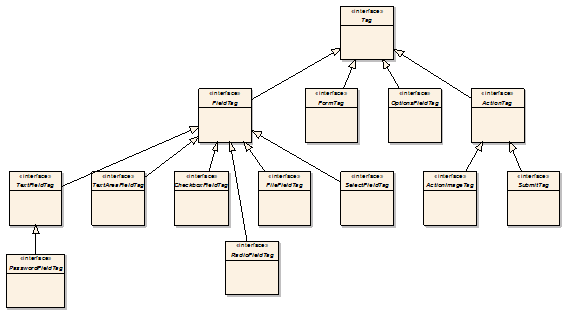 «interface»
Tag
«interface»
FieldTag
«interface»
FormTag
«interface»
OptionsFieldTag
«interface»
ActionTag
«interface»
TextFieldTag
«interface»
TextAreaFieldTag
«interface»
CheckboxFieldTag
«interface»
FileFieldTag
«interface»
SelectFieldTag
«interface»
ActionImageTag
«interface»
SubmitTag
«interface»
RadioFieldTag
«interface»
PasswordFieldTag